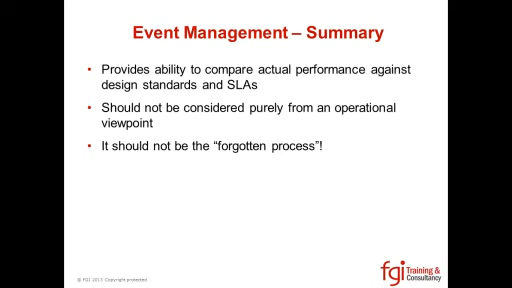 Event Management – Summary
• Provides ability to compare actual performance against
design standards and SLAs
• Should not be considered purely from an operational
viewpoint
• It should not be the “forgotten process”!
© FGI 2013 Copyright protected
fgi Training &
Consultancy